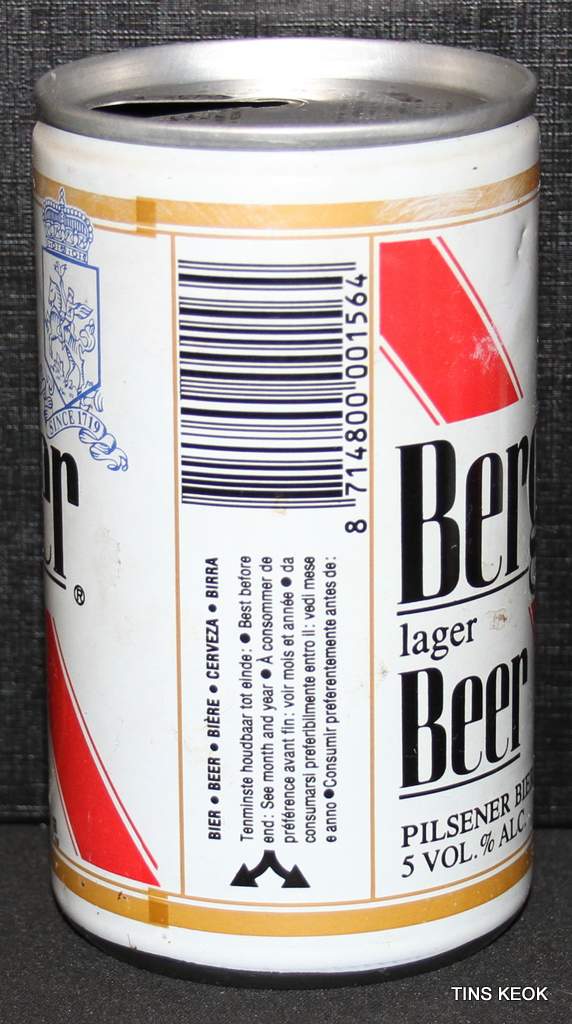 SINCE 1719
®
8 714800 001564
BIER • BEER • BIÈRE • CERVEZA • BIRRA
Tenminste houdbaar tot einde: • Best before
end: See month and year • À consommer de
préférence avant fin: voir mois et année • da
consumarsi preferibilmente entro il: vedi mese
e anno • Consumir preferentemente antes de:
lager
Beer
PILSENER
5 VOL.% ALC.
TINS KEOK